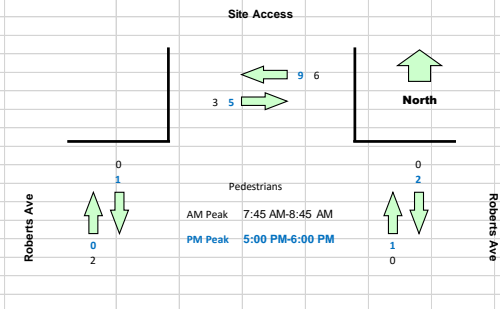 Site Access
9 6
3 5
North
0
1
0
2
Pedestrians
AM Peak 7:45 AM-8:45 AM
PM Peak 5:00 PM-6:00 PM
Roberts Ave
0
2
1
0
Roberts Ave